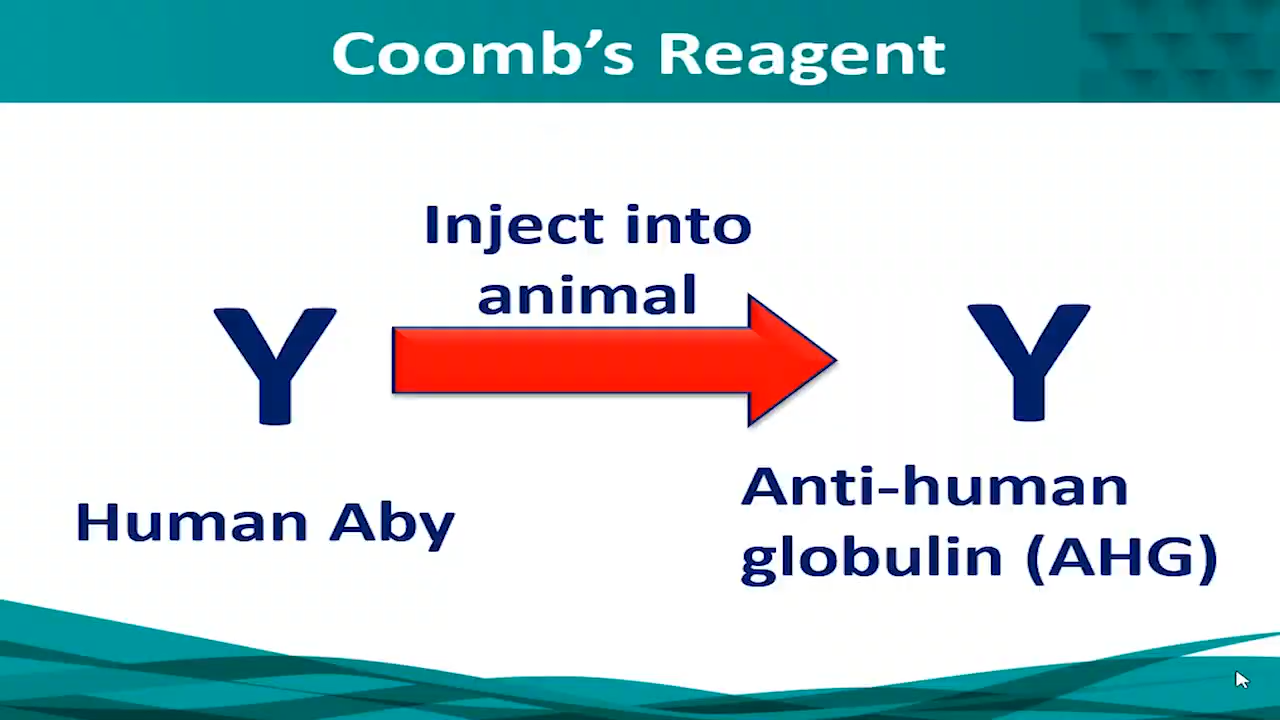 Coomb’s Reagent
Inject into
animal
Y
Y
Human Aby
Anti-human
globulin (AHG)